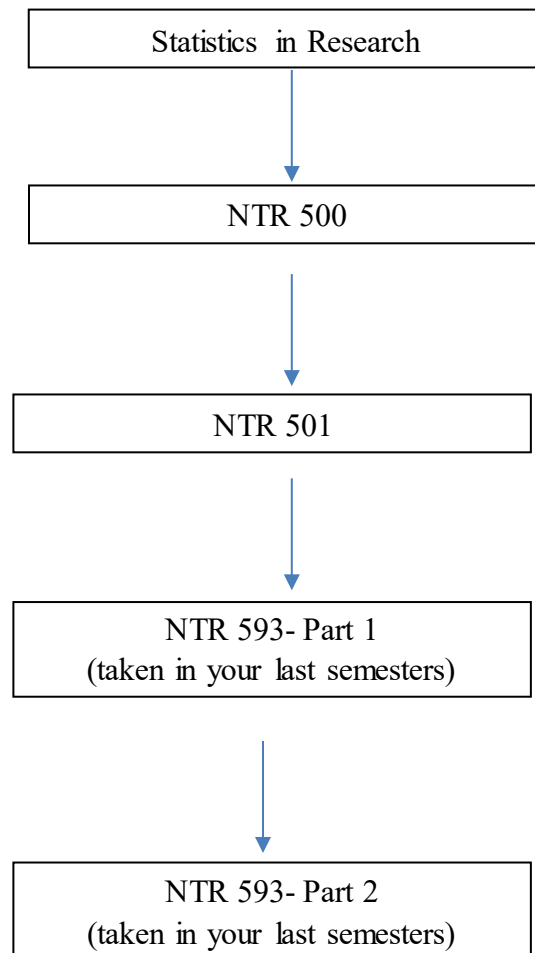 Statistics in Research
NTR 500
NTR 501
NTR 593- Part 1
(taken in your last semesters)
NTR 593- Part 2
(taken in your last semesters)